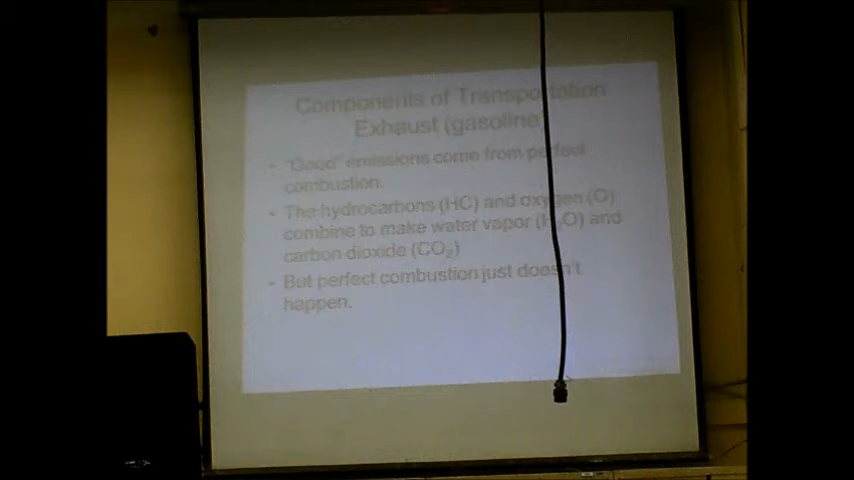 Components of Transportation
Exhaust (gasoline)
• "Good" emissions come from perfect
combustion.
• The hydrocarbons (HC) and oxygen (O)
combine to make water vapor (H₂O) and
carbon dioxide (CO₂)
• But perfect combustion just doesn't
happen.